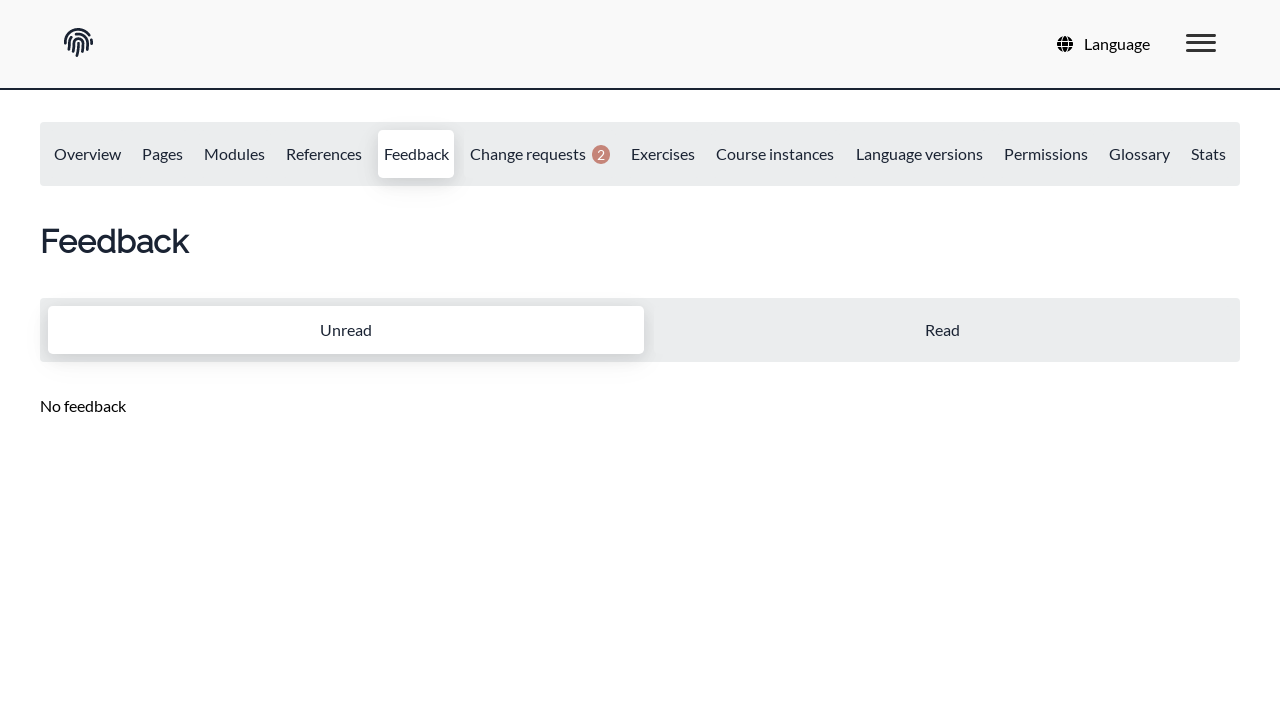 Language
Overview Pages Modules References Feedback Change requests 2 Exercises Course instances Language versions Permissions Glossary Stats
Feedback
Unread Read
No feedback